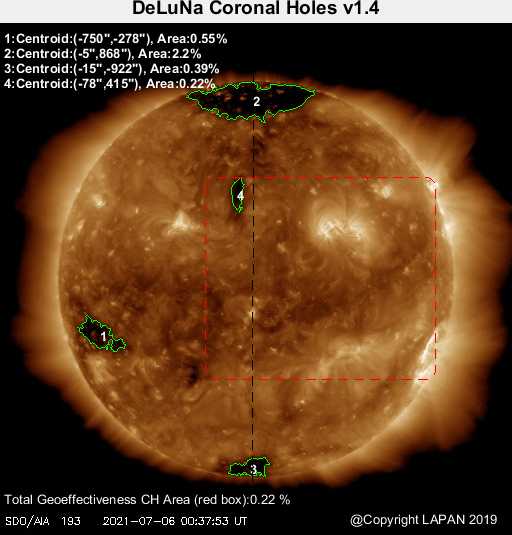 DeLuNa Coronal Holes v1.4
1:Centroid:(-750",-278"), Area:0.55%
2:Centroid:(-5",868"), Area:2.2%
3:Centroid:(-15",-922"), Area:0.39%
4:Centroid:(-78",415"), Area:0.22%
2
4
1
3
Total Geoeffectiveness CH Area (red box):0.22 %
SDO/AIA 193 2021-07-06 00:37:53 UT
@Copyright LAPAN 2019